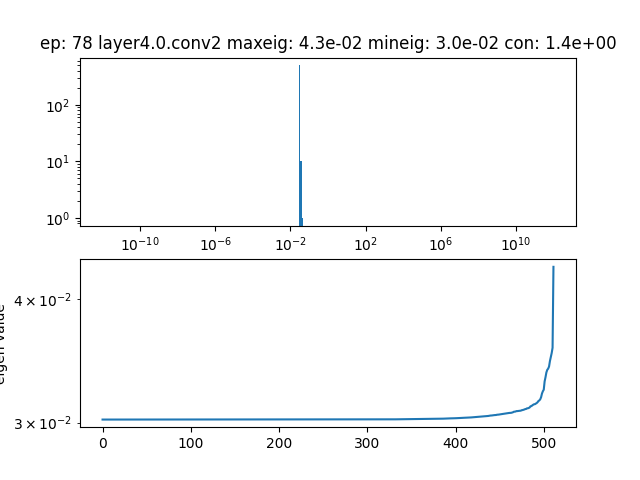 ep: 78 layer4.0.conv2 maxeig: 4.3e-02 mineig: 3.0e-02 con: 1.4e+00
10²
10¹
10⁰
10⁻¹⁰ 10⁻⁶ 10⁻² 10² 10⁶ 10¹⁰
eigen value
4 × 10⁻²
3 × 10⁻²
0 100 200 300 400 500